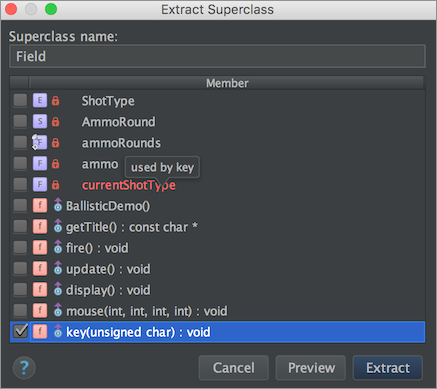 Extract Superclass
Superclass name:
Field
Member
E ShotType
S AmmoRound
F ammoRounds
F ammo
used by key
F currentShotType
f BallisticDemo()
f getTitle() : const char *
f fire() : void
f update() : void
f display() : void
f mouse(int, int, int, int) : void
f key(unsigned char) : void
? Cancel Preview Extract